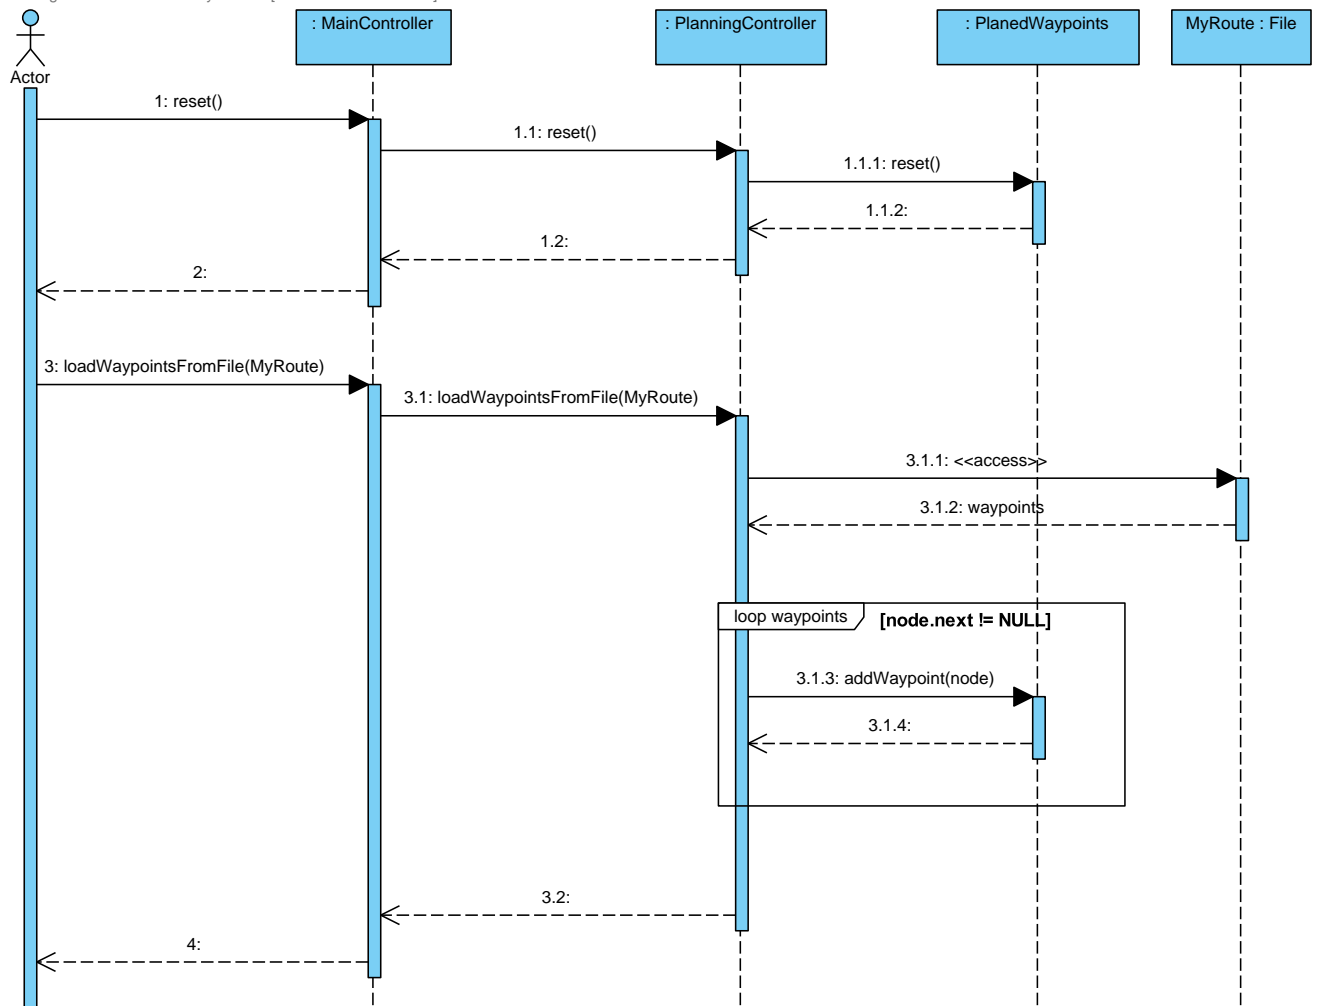 : MainController
: PlanningController
: PlanedWaypoints
MyRoute : File
Actor
1: reset()
1.1: reset()
1.1.1: reset()
1.1.2:
1.2:
2:
3: loadWaypointsFromFile(MyRoute)
3.1: loadWaypointsFromFile(MyRoute)
3.1.1: <<access>>
3.1.2: waypoints
loop waypoints
[node.next != NULL]
3.1.3: addWaypoint(node)
3.1.4:
3.2:
4: